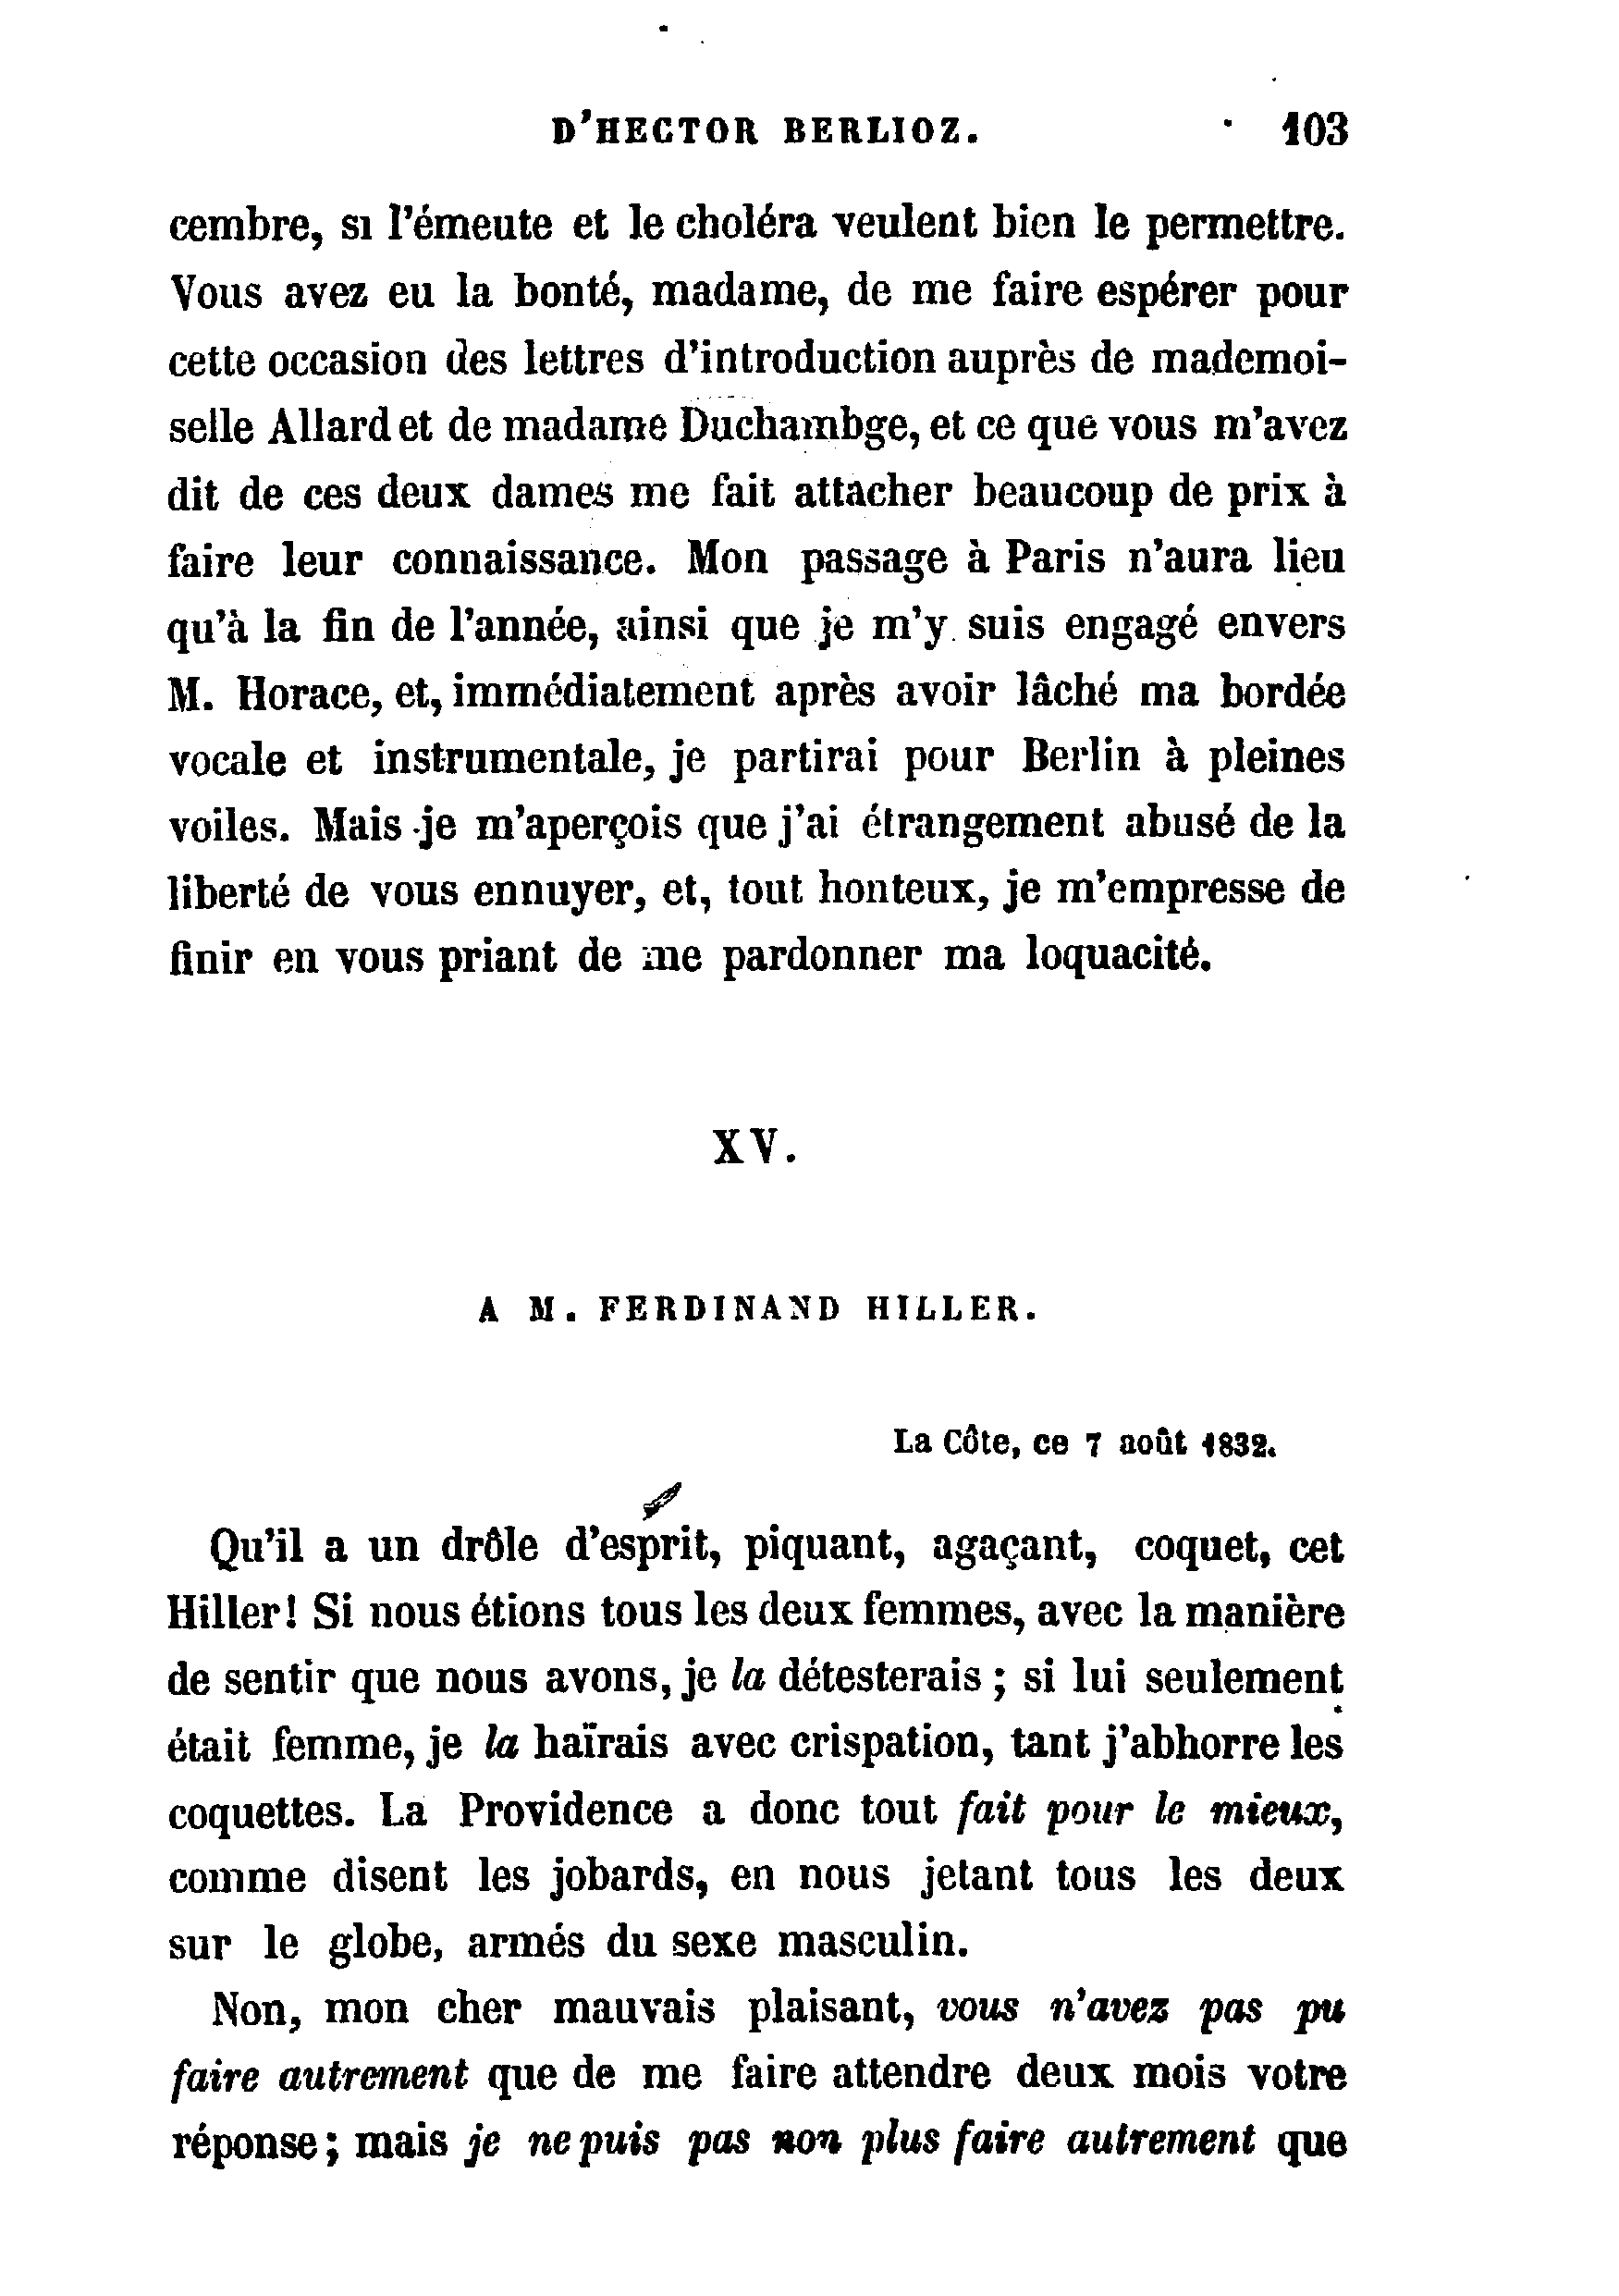 D'HECTOR BERLIOZ. 103
cembre, si l'émeute et le choléra veulent bien le permettre.
Vous avez eu la bonté, madame, de me faire espérer pour
cette occasion des lettres d'introduction auprès de mademoi-
selle Allard et de madame Duchambge, et ce que vous m'avez
dit de ces deux dames me fait attacher beaucoup de prix à
faire leur connaissance. Mon passage à Paris n'aura lieu
qu'à la fin de l'année, ainsi que je m'y suis engagé envers
M. Horace, et, immédiatement après avoir lâché ma bordée
vocale et instrumentale, je partirai pour Berlin à pleines
voiles. Mais je m'aperçois que j'ai étrangement abusé de la
liberté de vous ennuyer, et, tout honteux, je m'empresse de
finir en vous priant de me pardonner ma loquacité.
XV.
A M. FERDINAND HILLER.
La Côte, ce 7 août 1832.
Qu'il a un drôle d'esprit, piquant, agaçant, coquet, cet
Hiller! Si nous étions tous les deux femmes, avec la manière
de sentir que nous avons, je la détesterais ; si lui seulement
était femme, je la haïrais avec crispation, tant j'abhorre les
coquettes. La Providence a donc tout fait pour le mieux,
comme disent les jobards, en nous jetant tous les deux
sur le globe, armés du sexe masculin.
Non, mon cher mauvais plaisant, vous n'avez pas pu
faire autrement que de me faire attendre deux mois votre
réponse ; mais je ne puis pas non plus faire autrement que